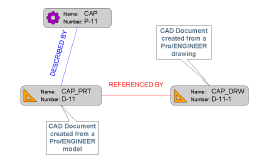 Name: CAP
Number: P-11
CAD Document
created from a
Pro/ENGINEER
drawing
DESCRIBED BY
Name: CAP_PRT
Number: D-11
REFERENCED BY
Name: CAP_DRW
Number: D-11-1
CAD Document
created from a
Pro/ENGINEER
model